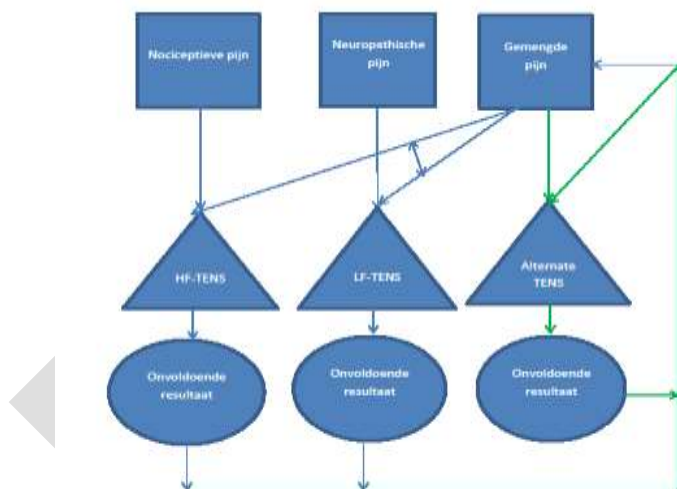 Nociceptieve pijn
Neuropathische
pijn
Gemengde
pijn
HF-TENS
LF-TENS
Alternate
TENS
Onvoldoende
resultaat
Onvoldoende
resultaat
Onvoldoende
resultaat